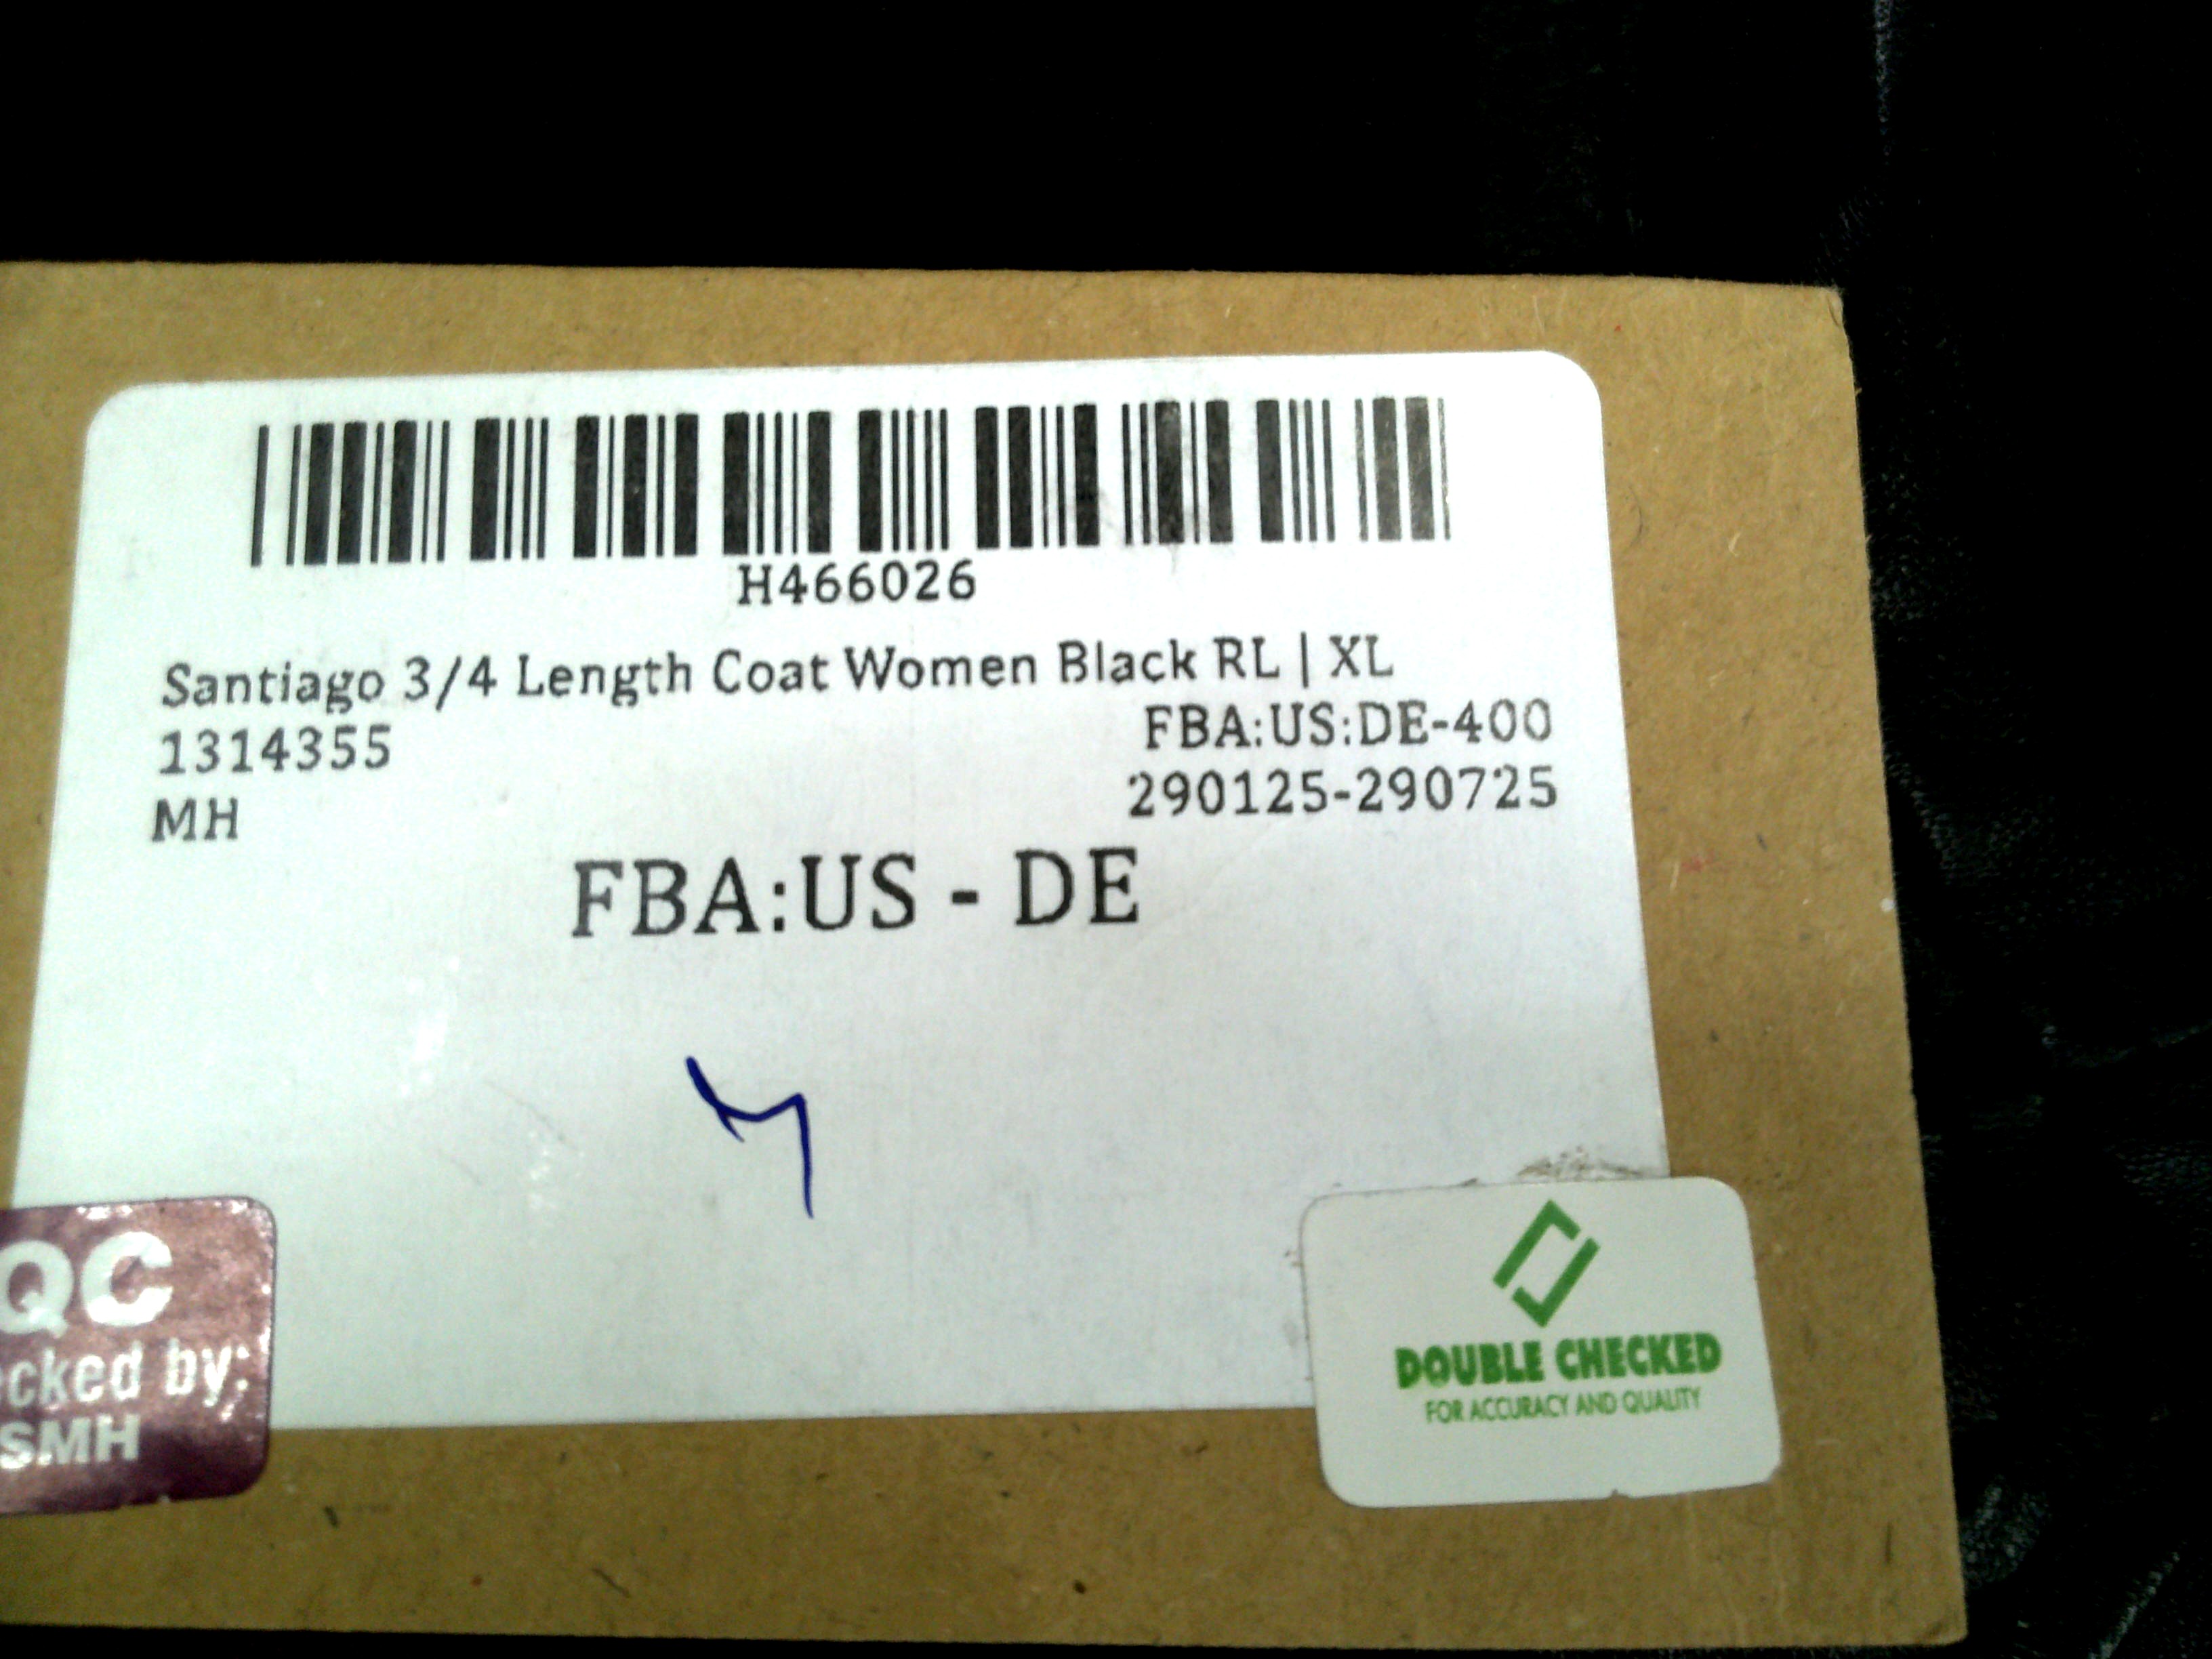 H466026
Santiago 3/4 Length Coat Women Black RL | XL
1314355
FBA:US:DE-400
MH
290125-290725
FBA:US - DE
QC
cked by:
SMH
DOUBLE CHECKED
FOR ACCURACY AND QUALITY